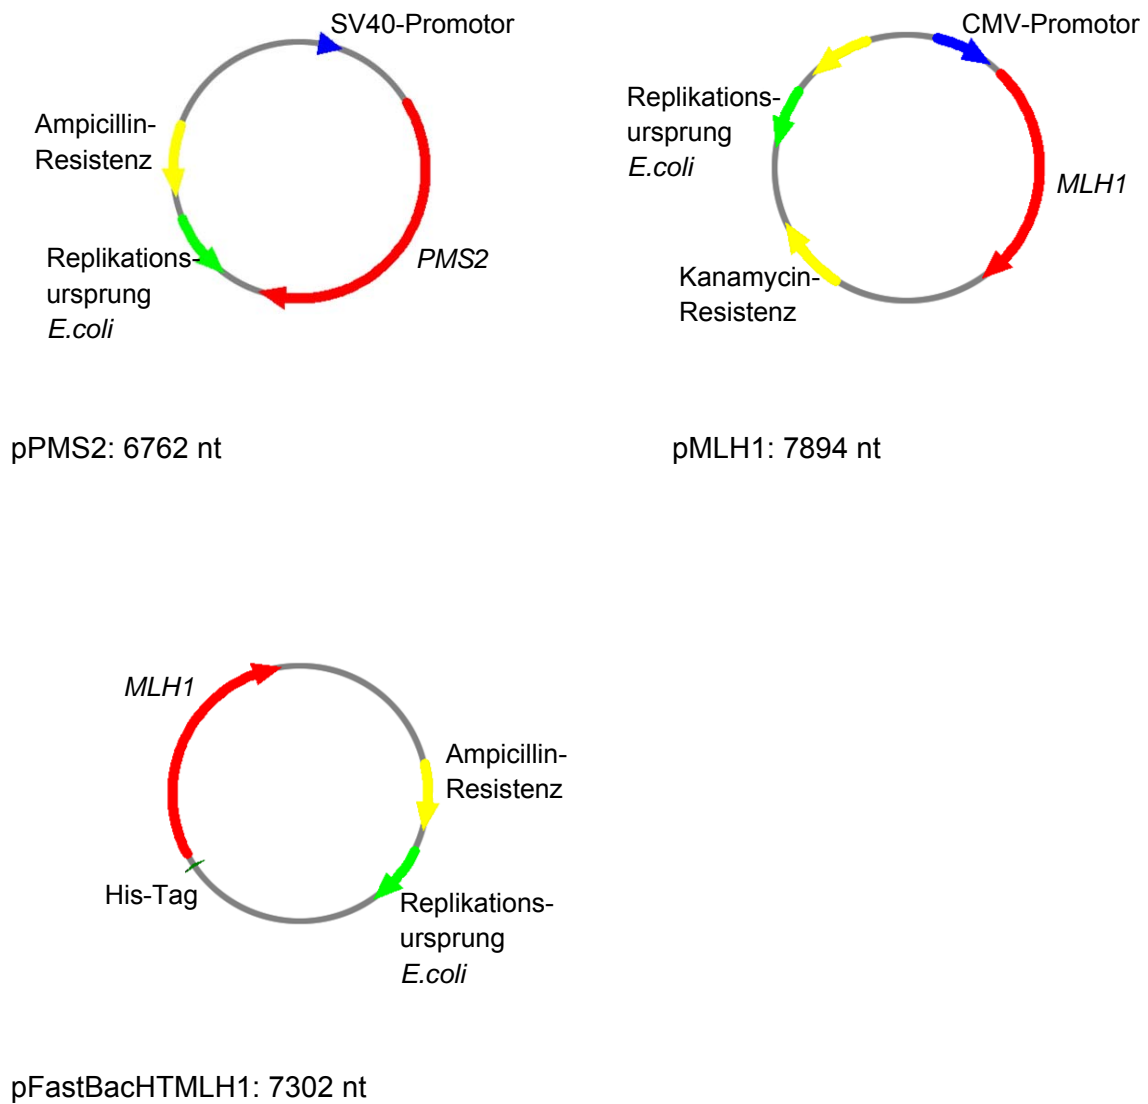 SV40-Promotor
Ampicillin-
Resistenz
Replikations-
ursprung
E.coli
PMS2
pPMS2: 6762 nt
CMV-Promotor
Replikations-
ursprung
E.coli
MLH1
Kanamycin-
Resistenz
pMLH1: 7894 nt
MLH1
Ampicillin-
Resistenz
His-Tag
Replikations-
ursprung
E.coli
pFastBacHTMLH1: 7302 nt